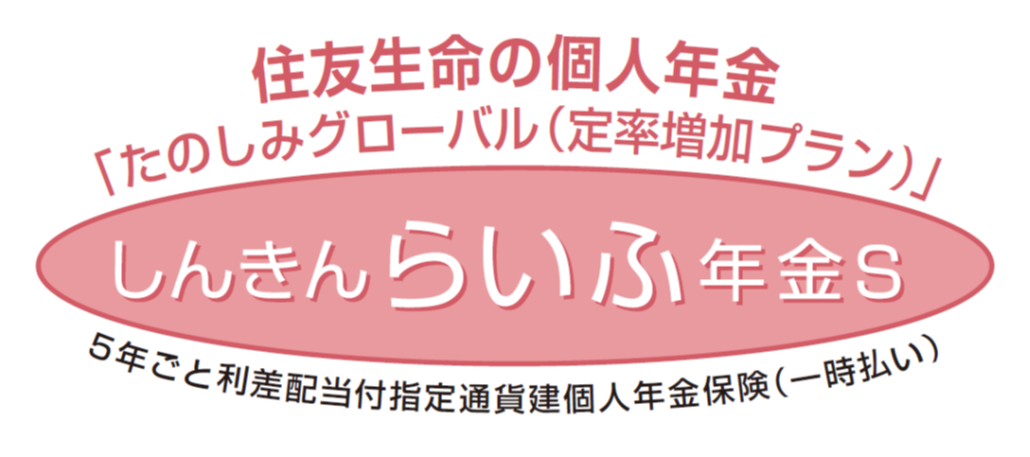 住友生命の個人年金
「たのしみグローバル(定率増加プラン)」
しんきんらいふ年金S
5年ごと利差配当付指定通貨建個人年金保険(一時払い)